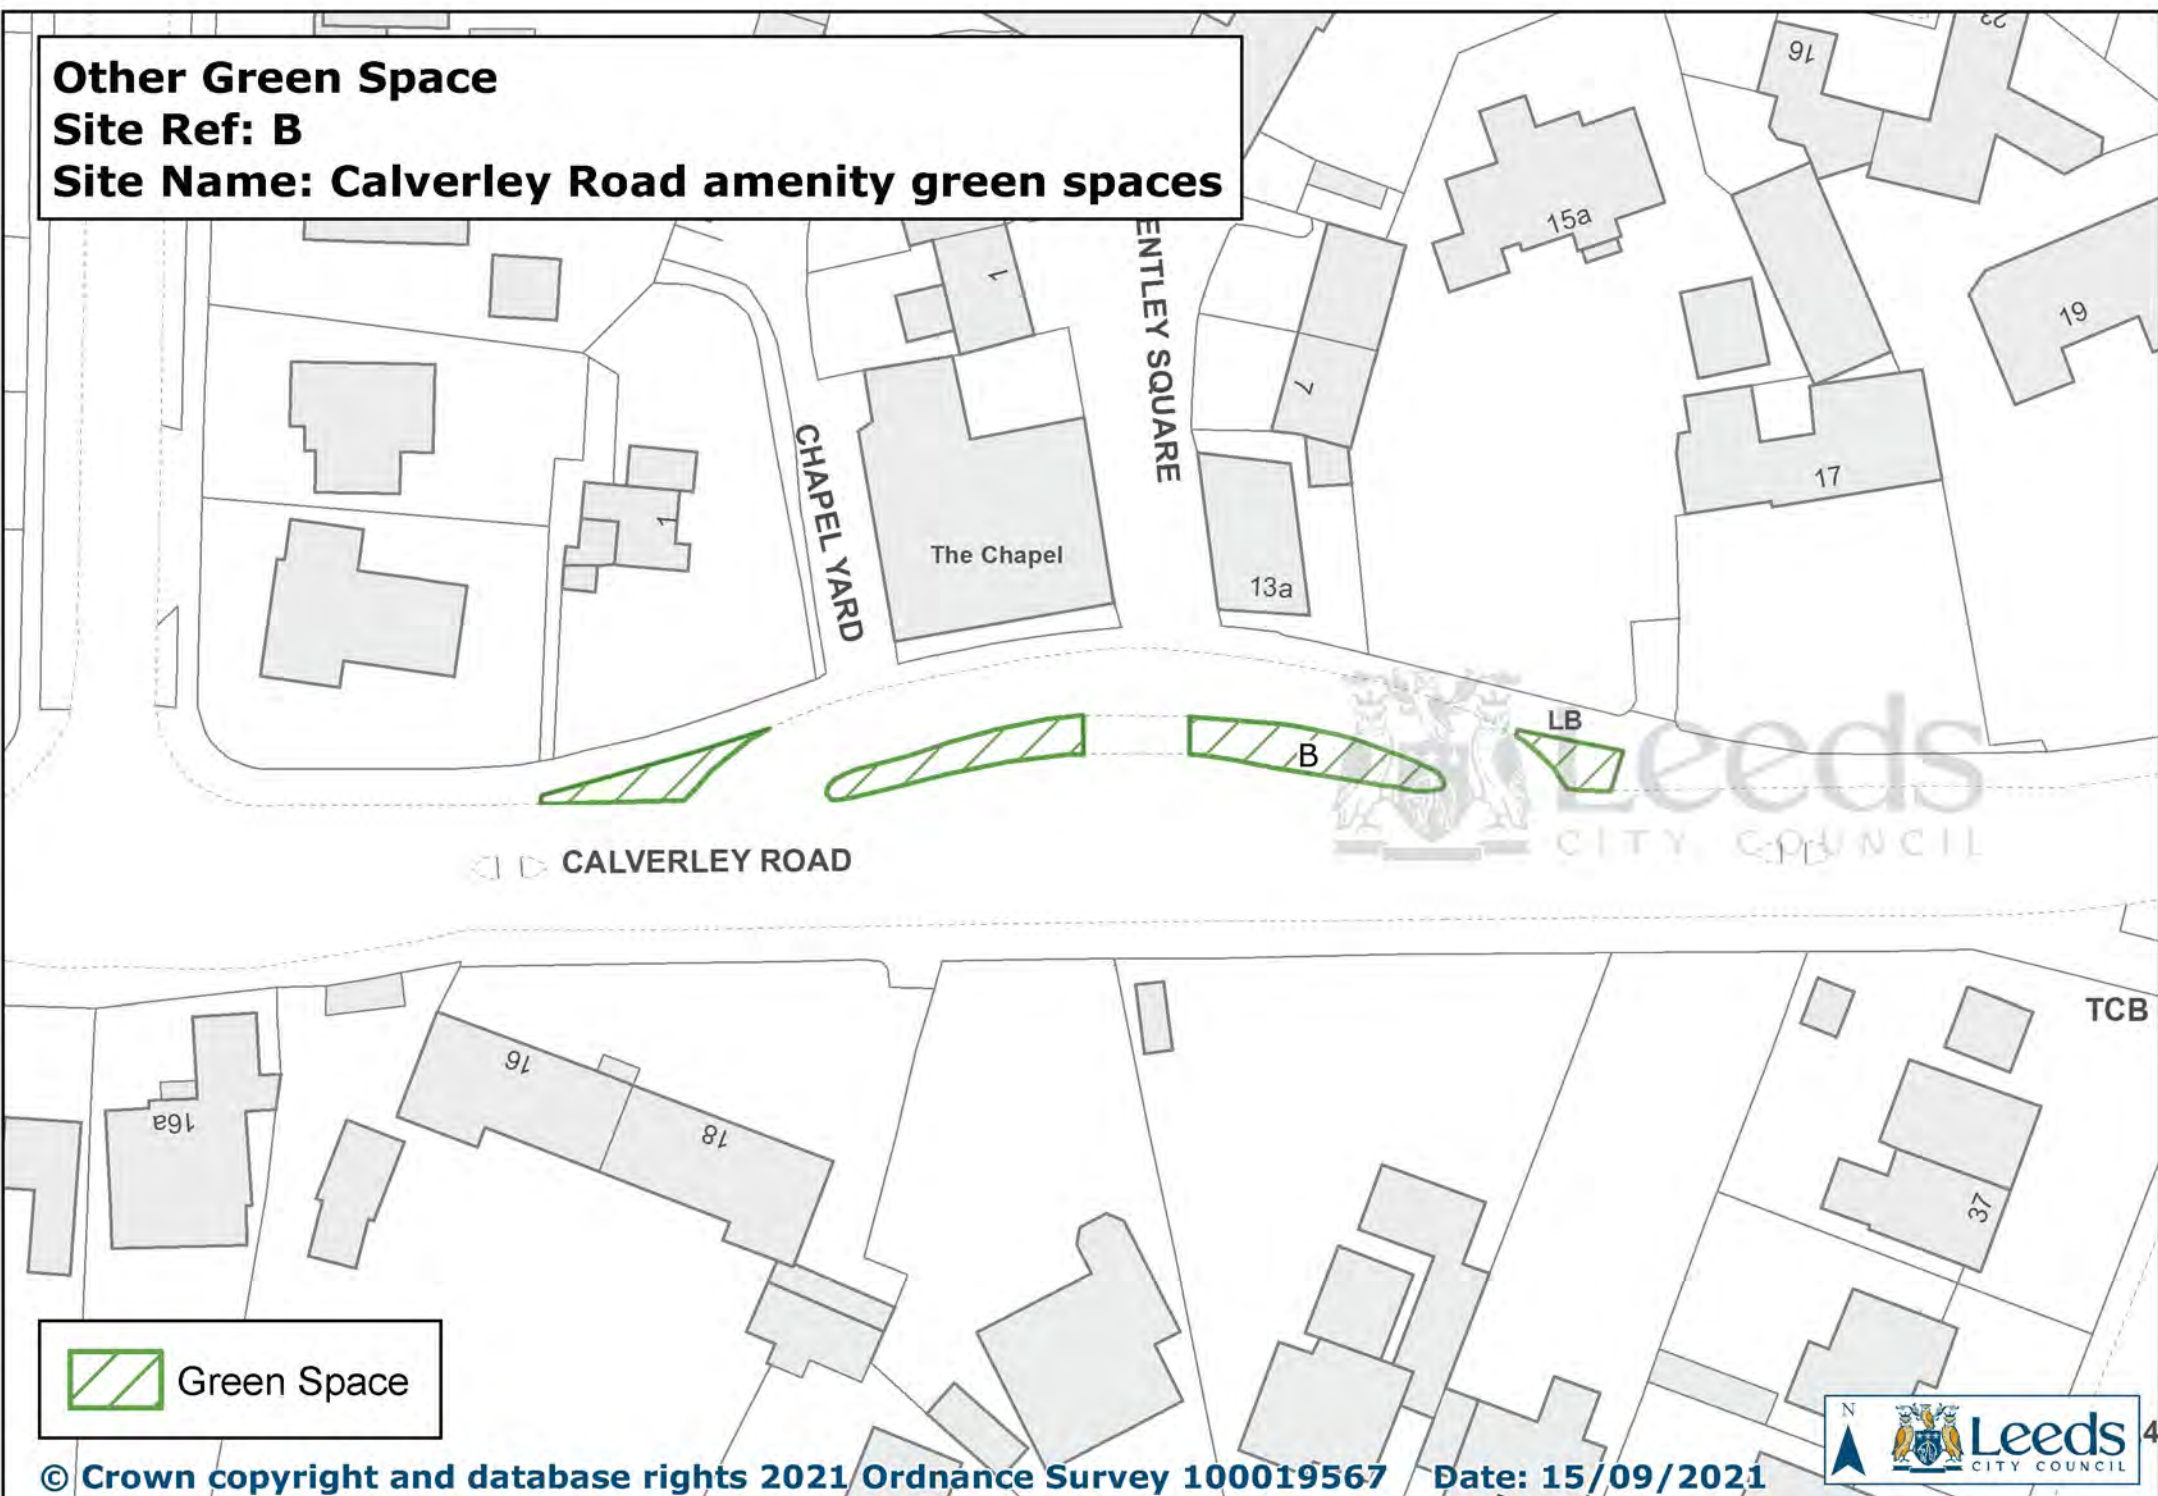 Other Green Space
Site Ref: B
Site Name: Calverley Road amenity green spaces
16
23
15a
19
1
ENTLEY SQUARE
7
17
1
CHAPEL YARD
The Chapel
13a
LB
B
Leeds
CITY COUNCIL
CALVERLEY ROAD
TCB
16
16a
18
37
Green Space
N
Leeds
CITY COUNCIL
4
© Crown copyright and database rights 2021 Ordnance Survey 100019567 Date: 15/09/2021